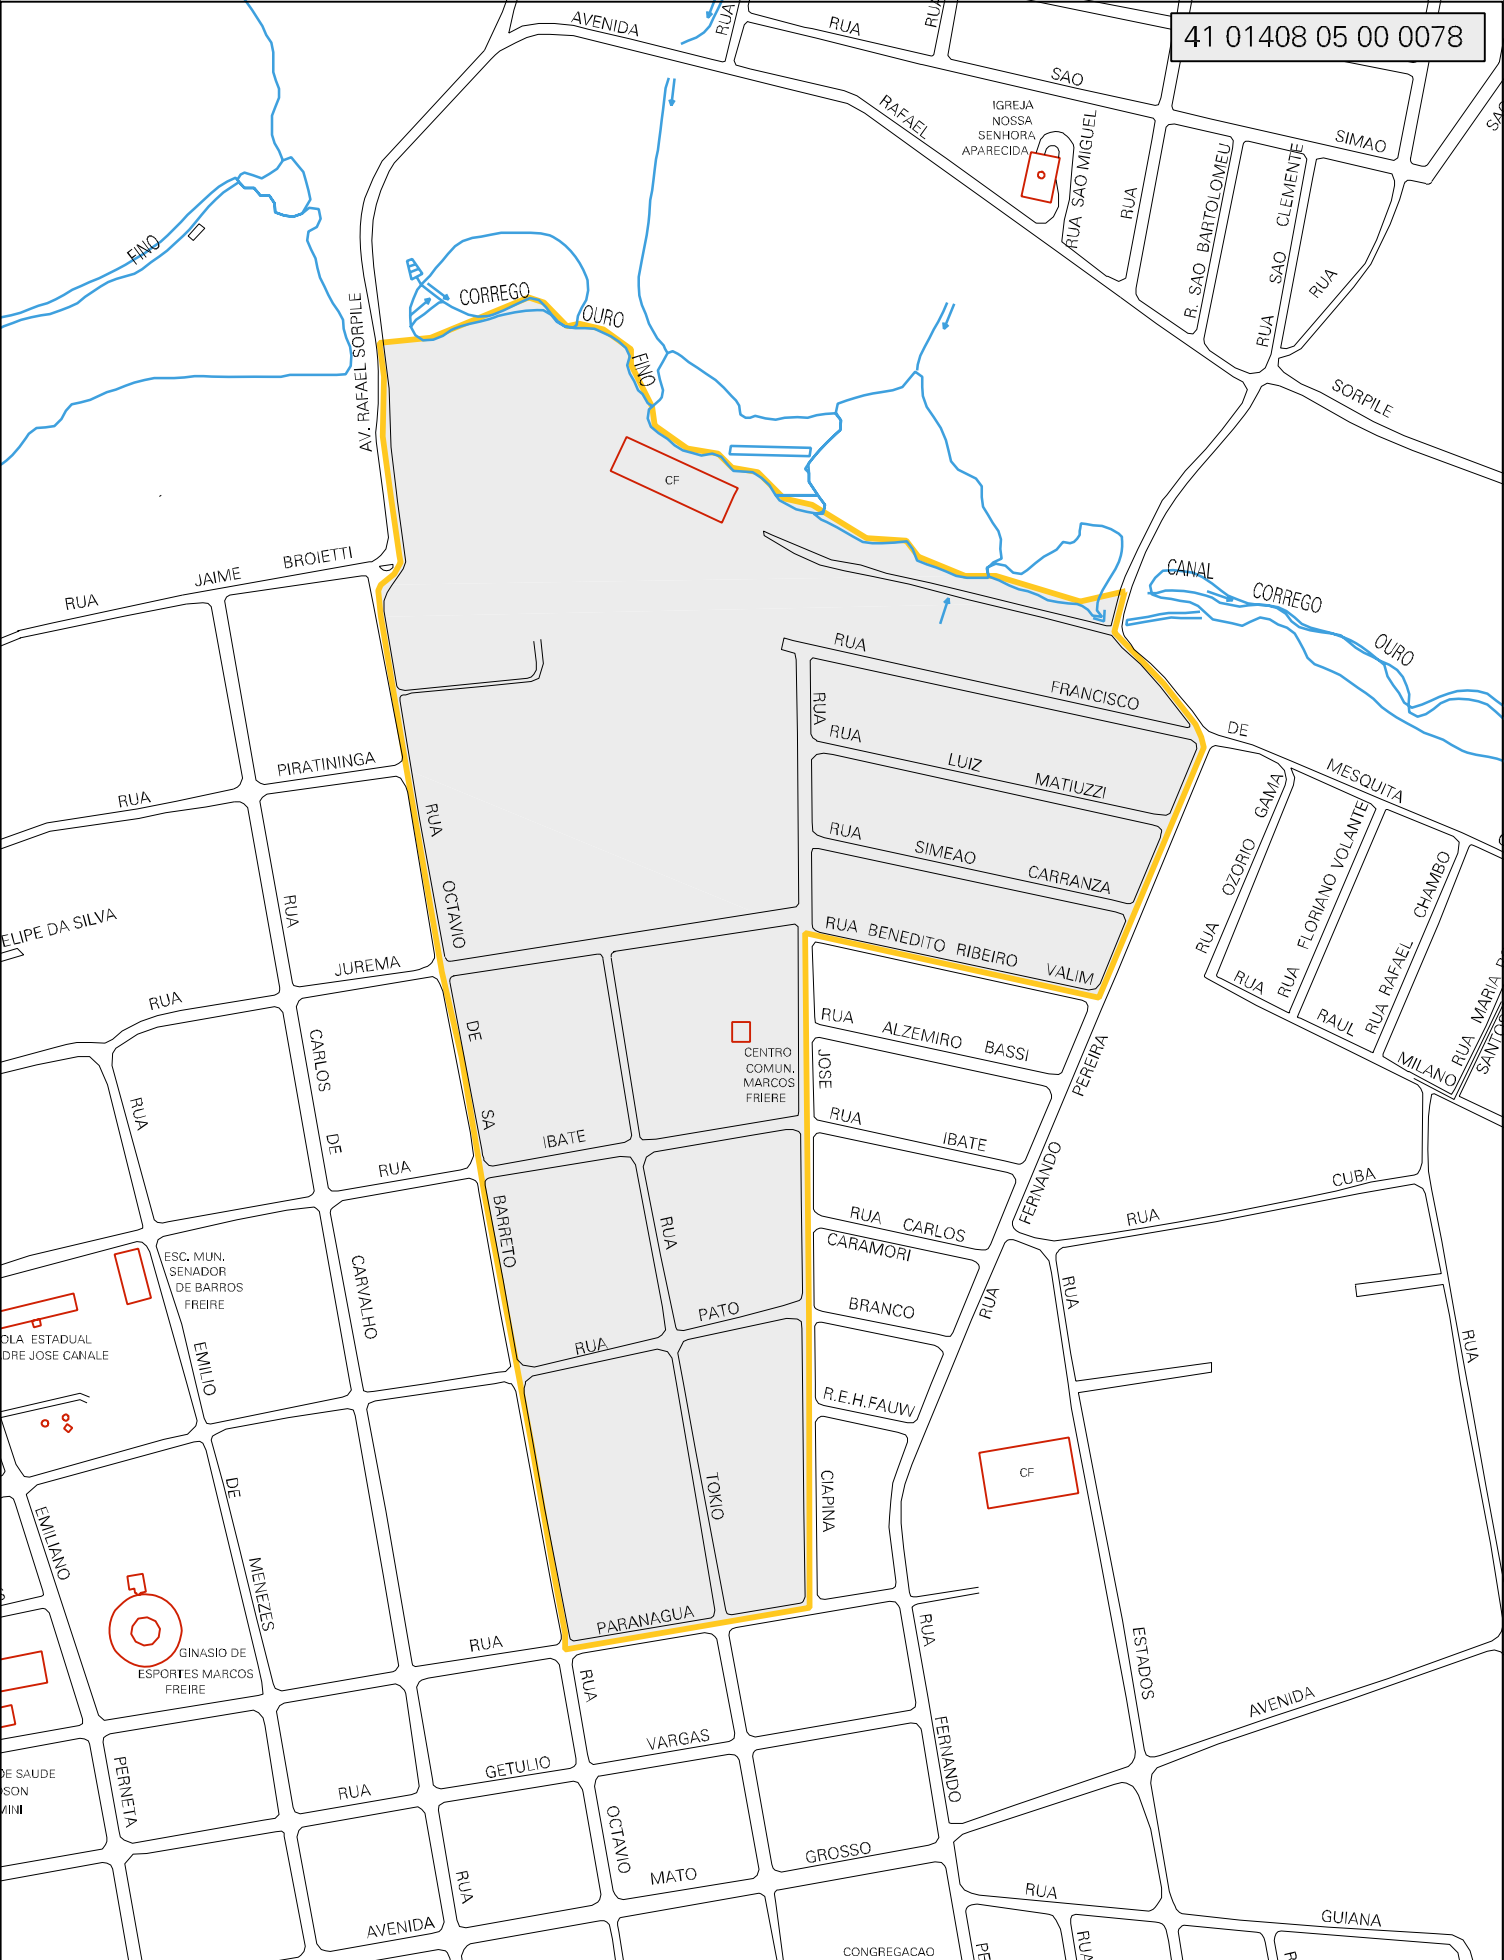 41 01408 05 00 0078
AVENIDA
RUA
RUA
RUA
SAO
SIMAO
RAFAEL
IGREJA
NOSSA
SENHORA
APARECIDA
RUA SAO MIGUEL
RUA
R. SAO BARTOLOMEU
RUA SAO CLEMENTE
RUA
SORPILE
FINO
AV. RAFAEL SORPILE
CORREGO
OURO
FINO
CF
CANAL
CORREGO
OURO
RUA
JAIME
BROIETTI
RUA
FRANCISCO
DE
MESQUITA
RUA
RUA
LUIZ
MATIUZZI
RUA
SIMEAO
CARRANZA
RUA BENEDITO RIBEIRO VALIM
RUA
PIRATININGA
RUA
OCTAVIO
DE
SA
BARRETO
RUA OZORIO GAMA
RUA FLORIANO VOLANTE
RUA RAFAEL CHAMBO
RUA MARIA
SANTOS
RUA
RAUL
MILANO
ELIPE DA SILVA
RUA
JUREMA
RUA
CARLOS
DE
CARVALHO
CENTRO
COMUN.
MARCOS
FRIERE
RUA
ALZEMIRO
BASSI
JOSE
RUA
IBATE
PEREIRA
FERNANDO
RUA
RUA
IBATE
RUA
RUA CARLOS
CARAMORI
BRANCO
RUA
CUBA
RUA
RUA
ESC. MUN.
SENADOR
DE BARROS
FREIRE
OLA ESTADUAL
DRE JOSE CANALE
EMILIO
RUA
PATO
RUA
R.E.H.FAUW
CIAPINA
TOKIO
CF
EMILIANO
DE
MENEZES
GINASIO DE
ESPORTES MARCOS
FREIRE
RUA
PARANAGUA
RUA
RUA
ESTADOS
AVENIDA
FERNANDO
DE SAUDE
DSON
MINI
PERNETA
RUA
GETULIO
VARGAS
OCTAVIO
RUA
AVENIDA
MATO
GROSSO
RUA
GUIANA
RUA
CONGREGACAO